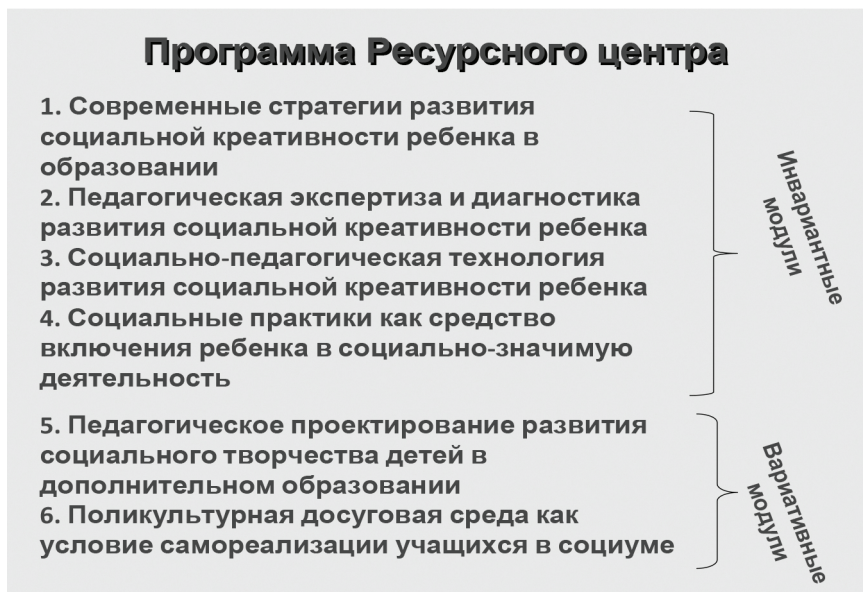 Программа Ресурсного центра
1. Современные стратегии развития
социальной креативности ребенка в
образовании
2. Педагогическая экспертиза и диагностика
развития социальной креативности ребенка
3. Социально-педагогическая технология
развития социальной креативности ребенка
4. Социальные практики как средство
включения ребенка в социально-значимую
деятельность
Инвариантные
модули
5. Педагогическое проектирование развития
социального творчества детей в
дополнительном образовании
6. Поликультурная досуговая среда как
условие самореализации учащихся в социуме
Вариативные
модули